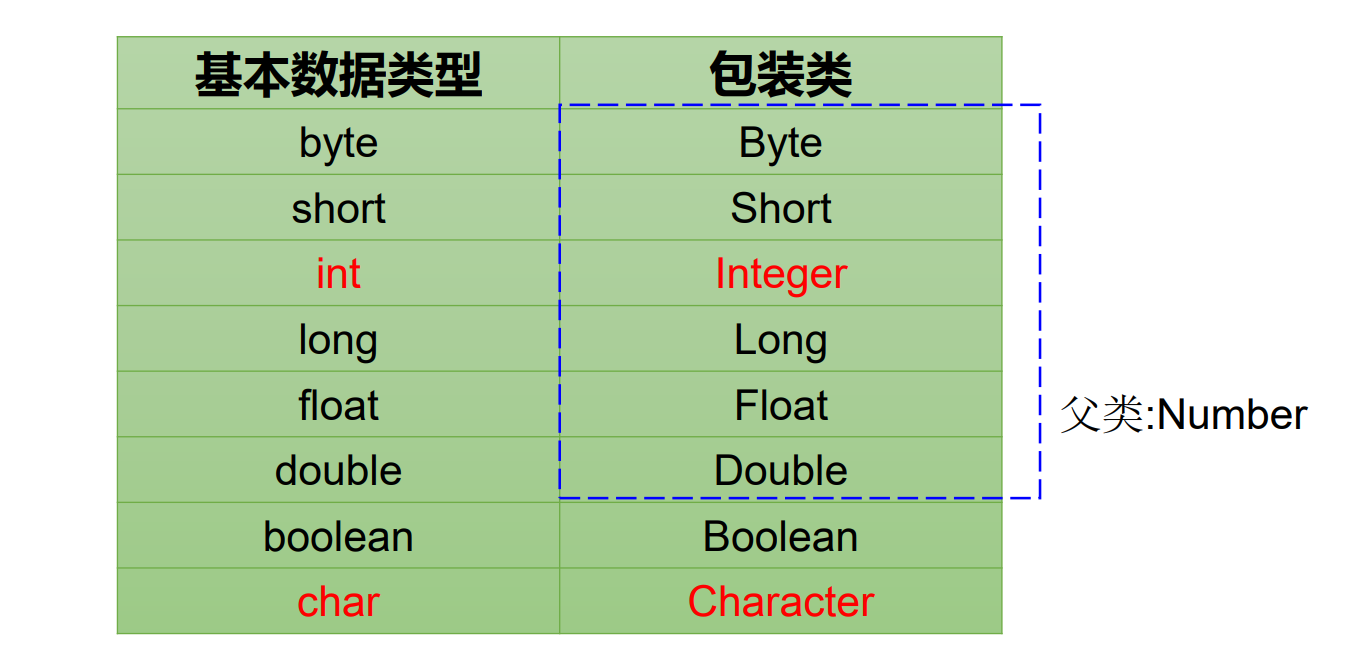 基本数据类型 包装类
byte Byte
short Short
int Integer
long Long
float Float
父类:Number
double Double
boolean Boolean
char Character